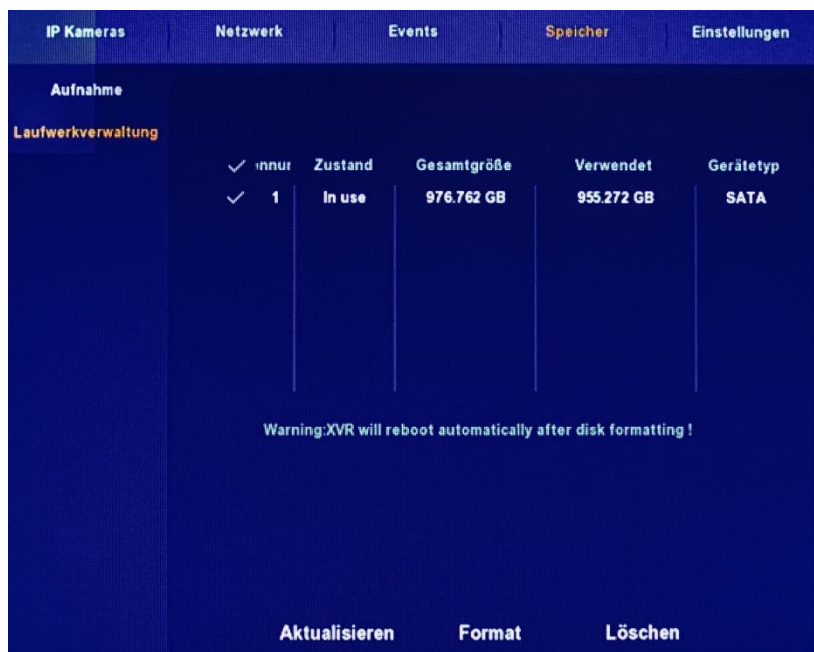 IP Kameras Netzwerk Events Speicher Einstellungen
Aufnahme
Laufwerkverwaltung
Zustand Gesamtgröße Verwendet Gerätetyp
1 In use 976.762 GB 955.272 GB SATA
Warning:XVR will reboot automatically after disk formatting !
Aktualisieren Format Löschen